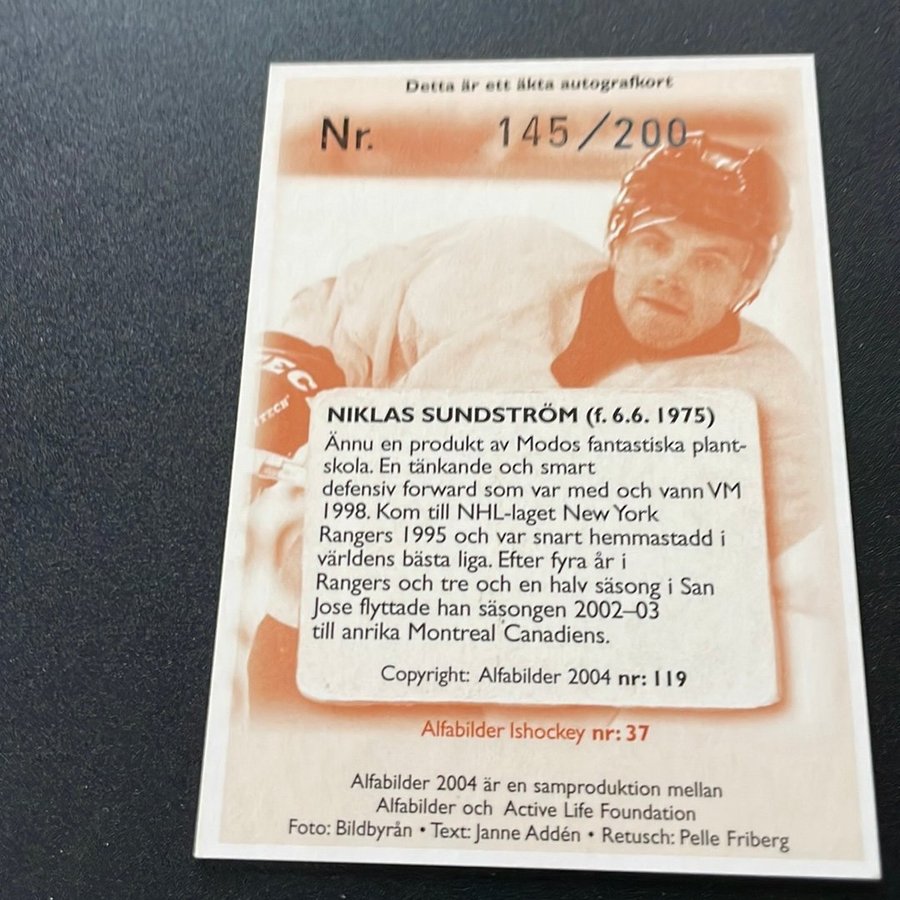 Detta är ett äkta autografkort
Nr. 145/200
NIKLAS SUNDSTRÖM (f. 6.6. 1975)
Ännu en produkt av Modos fantastiska plant-
skola. En tänkande och smart
defensiv forward som var med och vann VM
1998. Kom till NHL-laget New York
Rangers 1995 och var snart hemmastadd i
världens bästa liga. Efter fyra år i
Rangers och tre och en halv säsong i San
Jose flyttade han säsongen 2002–03
till anrika Montreal Canadiens.
Copyright: Alfabilder 2004 nr: 119
Alfabilder Ishockey nr: 37
Alfabilder 2004 är en samproduktion mellan
Alfabilder och Active Life Foundation
Foto: Bildbyrån • Text: Janne Addén • Retusch: Pelle Friberg